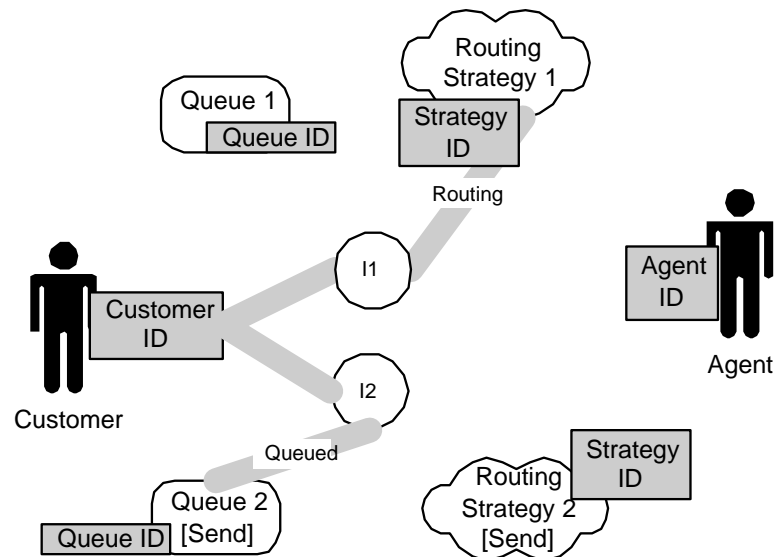 Routing
Strategy 1
Queue 1
Queue ID
Strategy
ID
Routing
I1
Agent
ID
Customer
ID
Agent
I2
Customer
Queued
Strategy
ID
Queue 2
[Send]
Queue ID
Routing
Strategy 2
[Send]